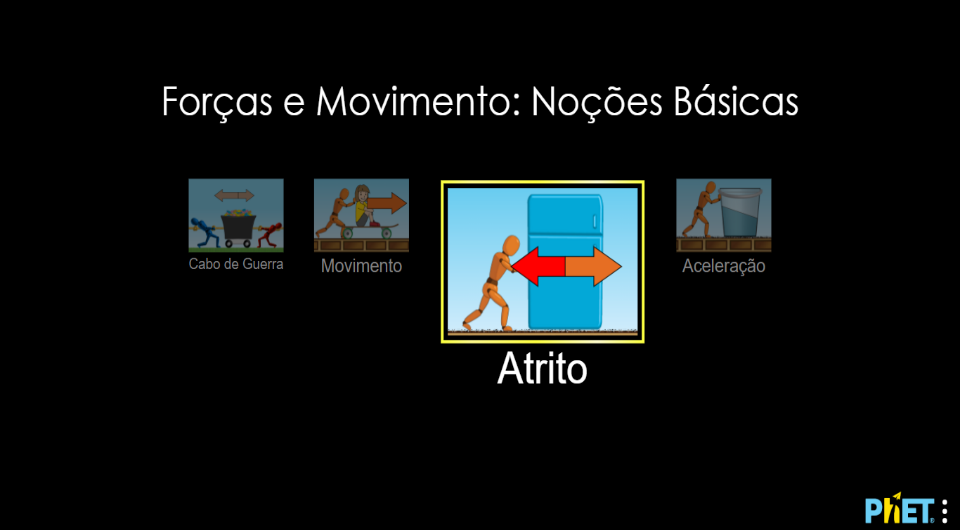 Forças e Movimento: Noções Básicas
Cabo de Guerra
Movimento
Atrito
Aceleração
PhET